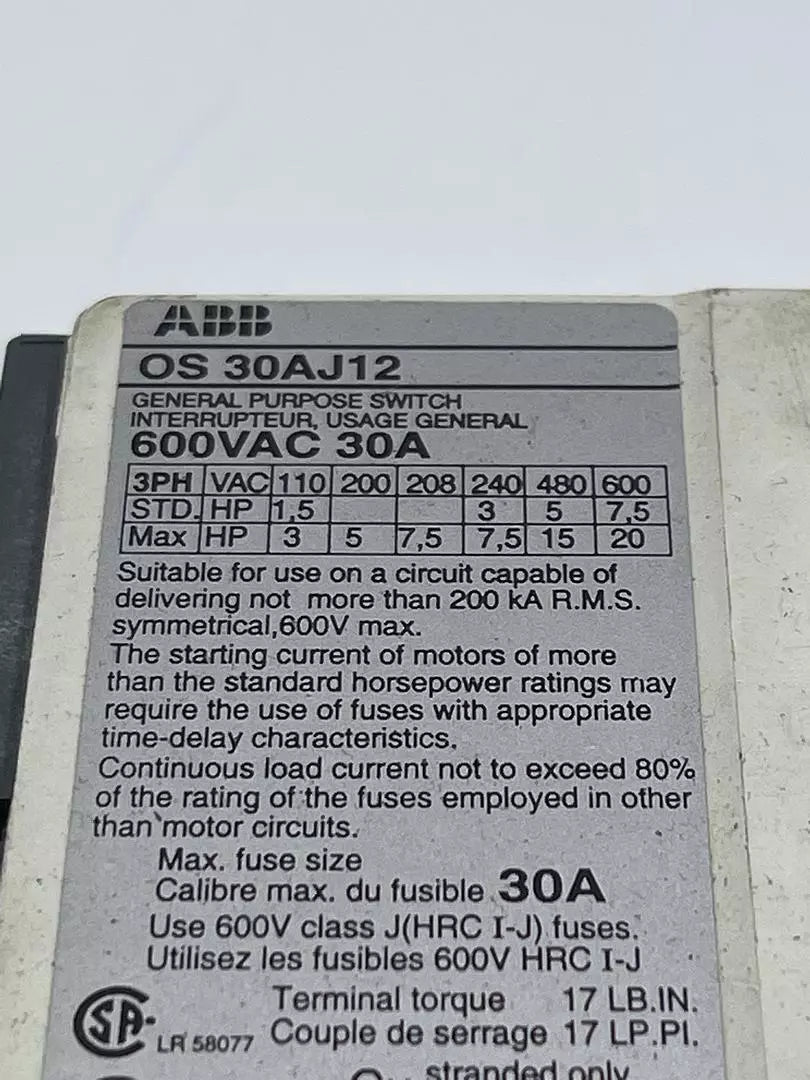 ABB
OS 30AJ12
GENERAL PURPOSE SWITCH
INTERRUPTEUR, USAGE GENERAL
600VAC 30A
3PH VAC 110 200 208 240 480 600
STD. HP 1,5 3 5 7,5
Max HP 3 5 7,5 7,5 15 20
Suitable for use on a circuit capable of
delivering not more than 200 kA R.M.S.
symmetrical,600V max.
The starting current of motors of more
than the standard horsepower ratings may
require the use of fuses with appropriate
time-delay characteristics.
Continuous load current not to exceed 80%
of the rating of the fuses employed in other
than motor circuits.
Max. fuse size
Calibre max. du fusible 30A
Use 600V class J(HRC I-J) fuses.
Utilisez les fusibles 600V HRC I-J
Terminal torque 17 LB.IN.
SA LR 58077 Couple de serrage 17 LP.PI.
stranded only